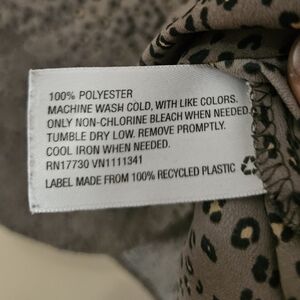 100% POLYESTER
MACHINE WASH COLD, WITH LIKE COLORS.
ONLY NON-CHLORINE BLEACH WHEN NEEDED.
TUMBLE DRY LOW. REMOVE PROMPTLY.
COOL IRON WHEN NEEDED.
RN17730 VN1111341
LABEL MADE FROM 100% RECYCLED PLASTIC